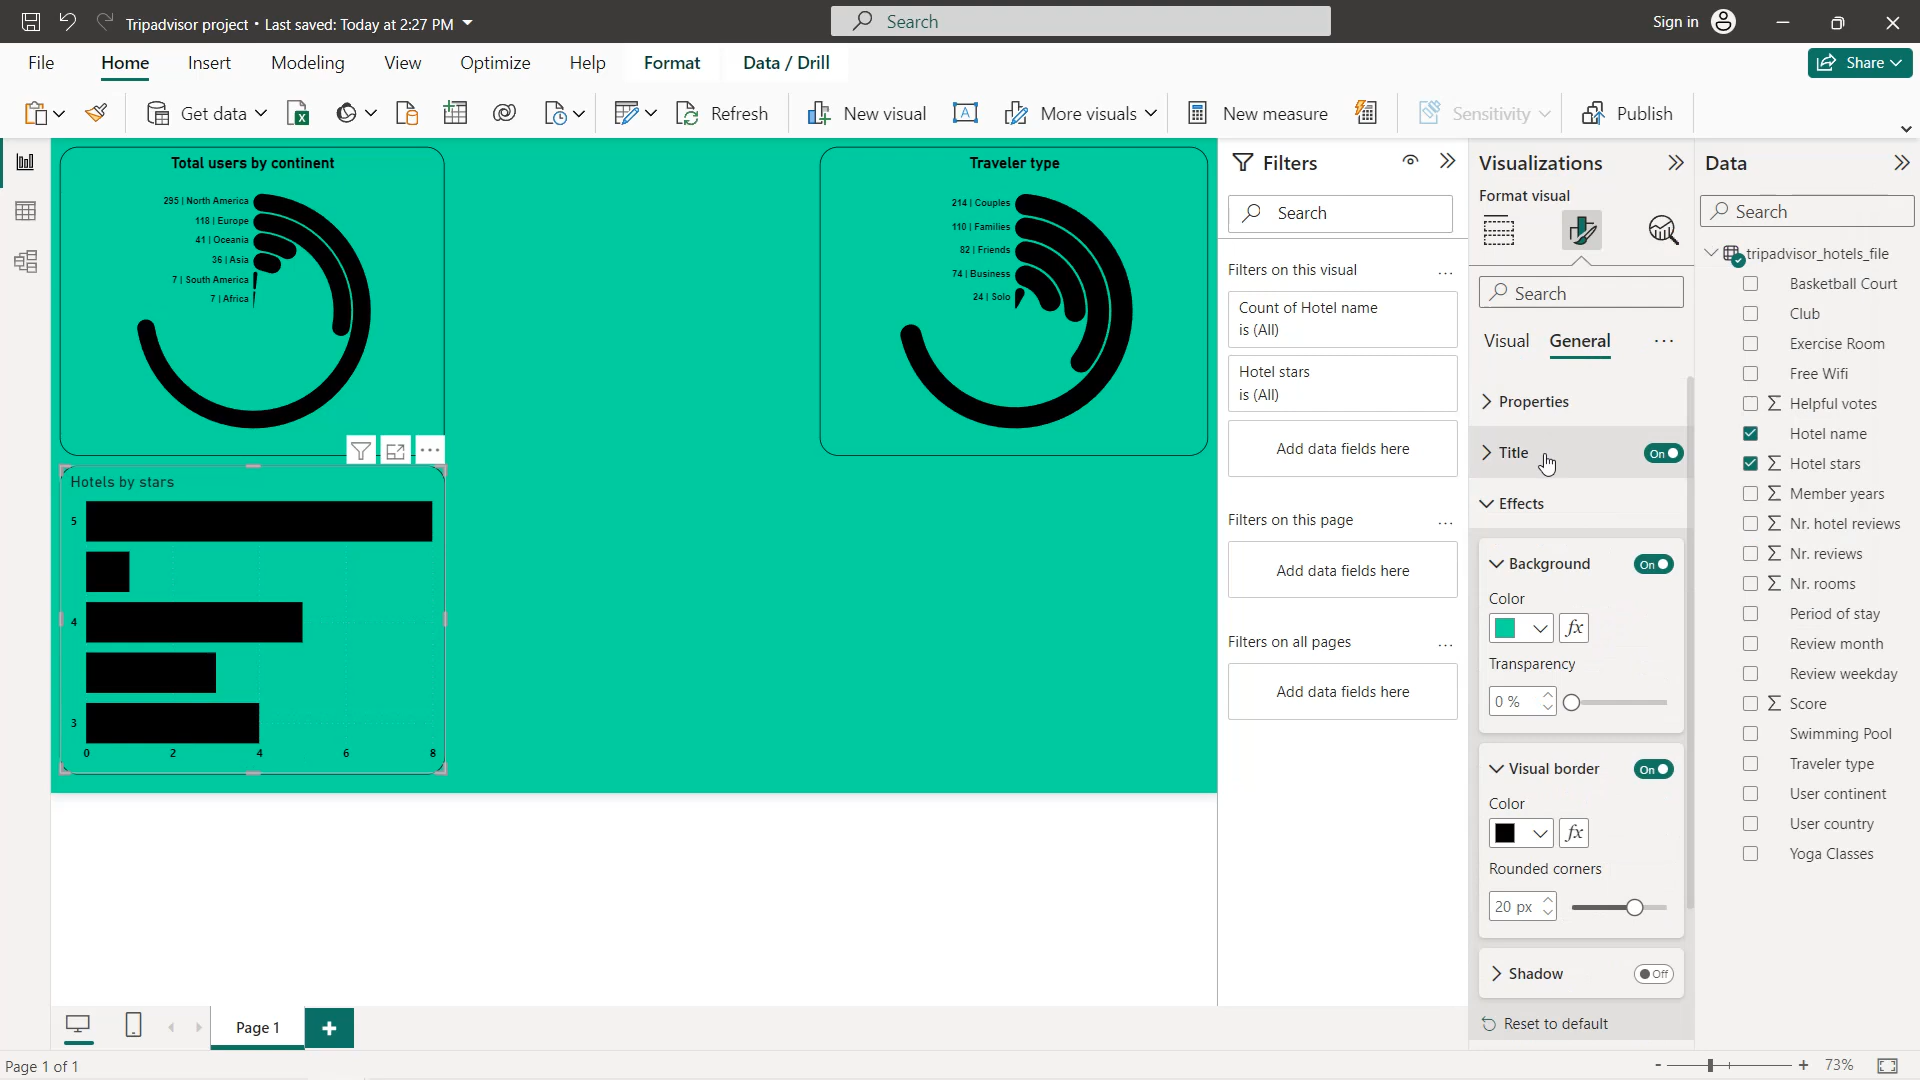 Tripadvisor project • Last saved: Today at 2:27 PM
Search
Sign in
File
Home
Insert
Modeling
View
Optimize
Help
Format
Data / Drill
Share
Get data
Refresh
New visual
More visuals
New measure
Sensitivity
Publish
Total users by continent
295 | North America
118 | Europe
41 | Oceania
36 | Asia
7 | South America
7 | Africa
Traveler type
214 | Couples
110 | Families
82 | Friends
74 | Business
24 | Solo
Hotels by stars
5
4
3
0 2 4 6 8
Filters
Search
Filters on this visual
Count of Hotel name
is (All)
Hotel stars
is (All)
Add data fields here
Filters on this page
Add data fields here
Filters on all pages
Add data fields here
Visualizations
Format visual
Search
Visual
General
Properties
Title
On
Effects
Background
On
Color
fx
Transparency
0 %
Visual border
On
Color
fx
Rounded corners
20 px
Shadow
Off
Reset to default
Data
Search
tripadvisor_hotels_file
Basketball Court
Club
Exercise Room
Free Wifi
Helpful votes
Hotel name
Hotel stars
Member years
Nr. hotel reviews
Nr. reviews
Nr. rooms
Period of stay
Review month
Review weekday
Score
Swimming Pool
Traveler type
User continent
User country
Yoga Classes
Page 1
Page 1 of 1
- + 73%